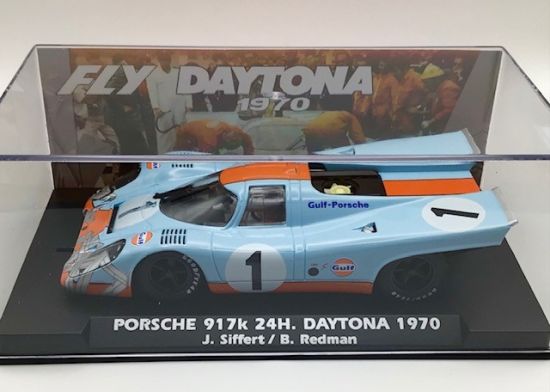 FLY DAYTONA
1970
Gulf-Porsche
1
1
Gulf
PORSCHE 917k 24H. DAYTONA 1970
J. Siffert / B. Redman